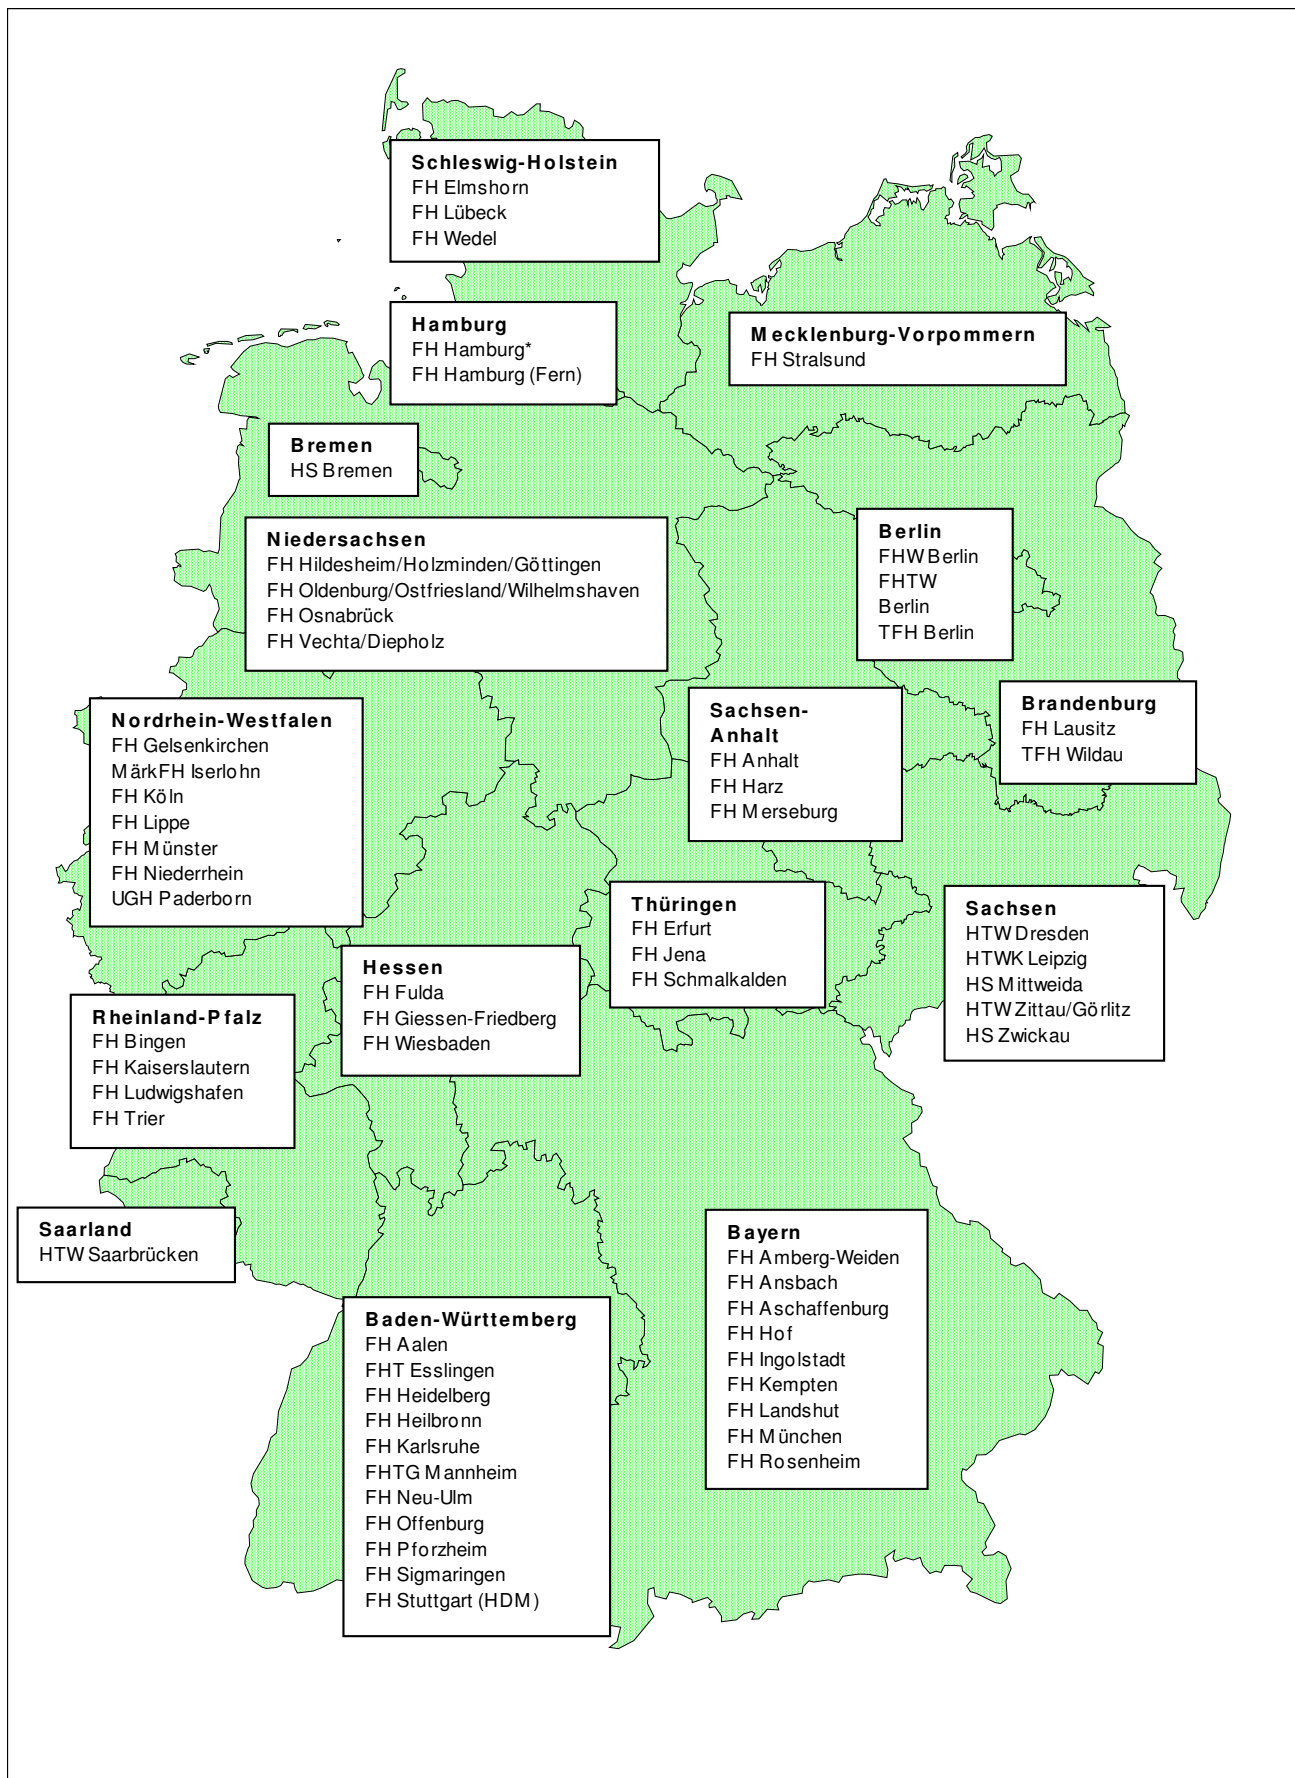 Schleswig-Holstein
FH Elmshorn
FH Lübeck
FH Wedel
Hamburg
FH Hamburg*
FH Hamburg (Fern)
Mecklenburg-Vorpommern
FH Stralsund
Bremen
HS Bremen
Niedersachsen
FH Hildesheim/Holzminden/Göttingen
FH Oldenburg/Ostfriesland/Wilhelmshaven
FH Osnabrück
FH Vechta/Diepholz
Berlin
FHW Berlin
FHTW
Berlin
TFH Berlin
Brandenburg
FH Lausitz
TFH Wildau
Sachsen-
Anhalt
FH Anhalt
FH Harz
FH Merseburg
Nordrhein-Westfalen
FH Gelsenkirchen
MärkFH Iserlohn
FH Köln
FH Lippe
FH Münster
FH Niederrhein
UGH Paderborn
Thüringen
FH Erfurt
FH Jena
FH Schmalkalden
Sachsen
HTW Dresden
HTWK Leipzig
HS Mittweida
HTW Zittau/Görlitz
HS Zwickau
Hessen
FH Fulda
FH Giessen-Friedberg
FH Wiesbaden
Rheinland-Pfalz
FH Bingen
FH Kaiserslautern
FH Ludwigshafen
FH Trier
Saarland
HTW Saarbrücken
Bayern
FH Amberg-Weiden
FH Ansbach
FH Aschaffenburg
FH Hof
FH Ingolstadt
FH Kempten
FH Landshut
FH München
FH Rosenheim
Baden-Württemberg
FH Aalen
FHT Esslingen
FH Heidelberg
FH Heilbronn
FH Karlsruhe
FHTG Mannheim
FH Neu-Ulm
FH Offenburg
FH Pforzheim
FH Sigmaringen
FH Stuttgart (HDM)